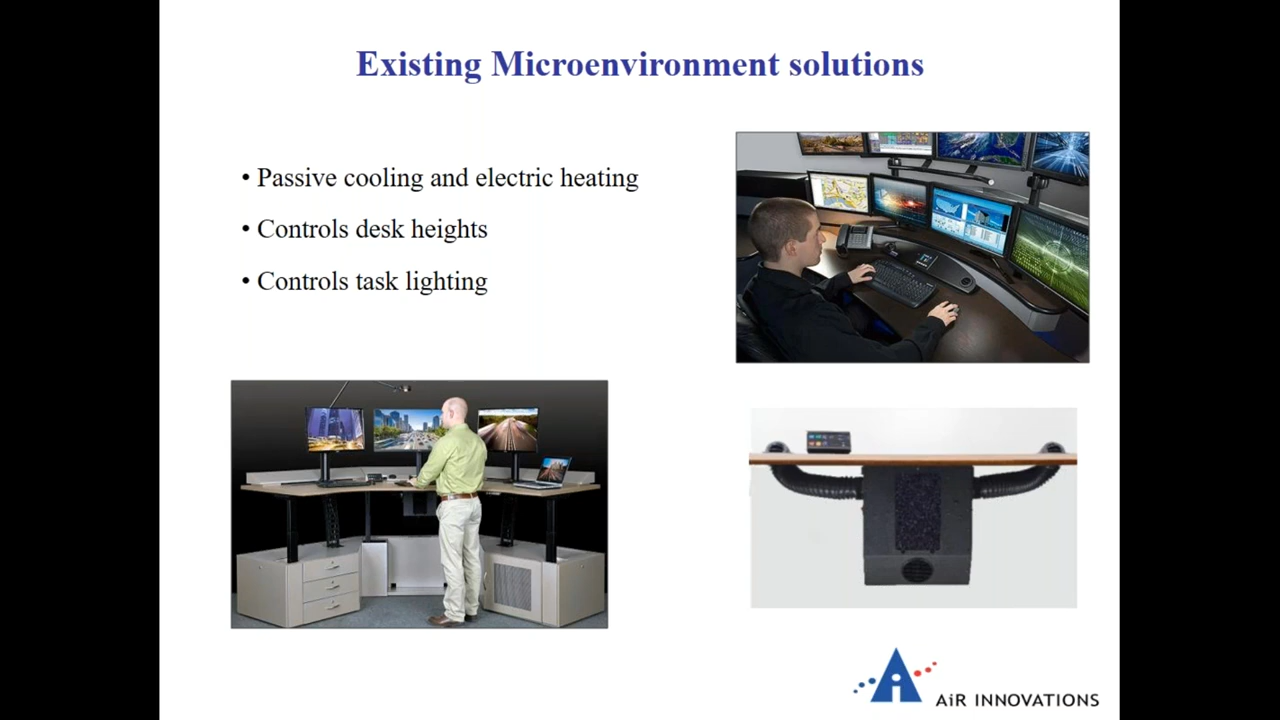 Existing Microenvironment solutions
• Passive cooling and electric heating
• Controls desk heights
• Controls task lighting
AiR INNOVATIONS